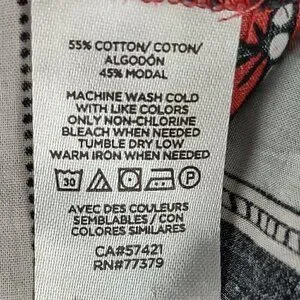 55% COTTON/ COTON/
ALGODÓN
45% MODAL
MACHINE WASH COLD
WITH LIKE COLORS
ONLY NON-CHLORINE
BLEACH WHEN NEEDED
TUMBLE DRY LOW
WARM IRON WHEN NEEDED
30 P
AVEC DES COULEURS
SEMBLABLES / CON
COLORES SIMILARES
CA#57421
RN#77379